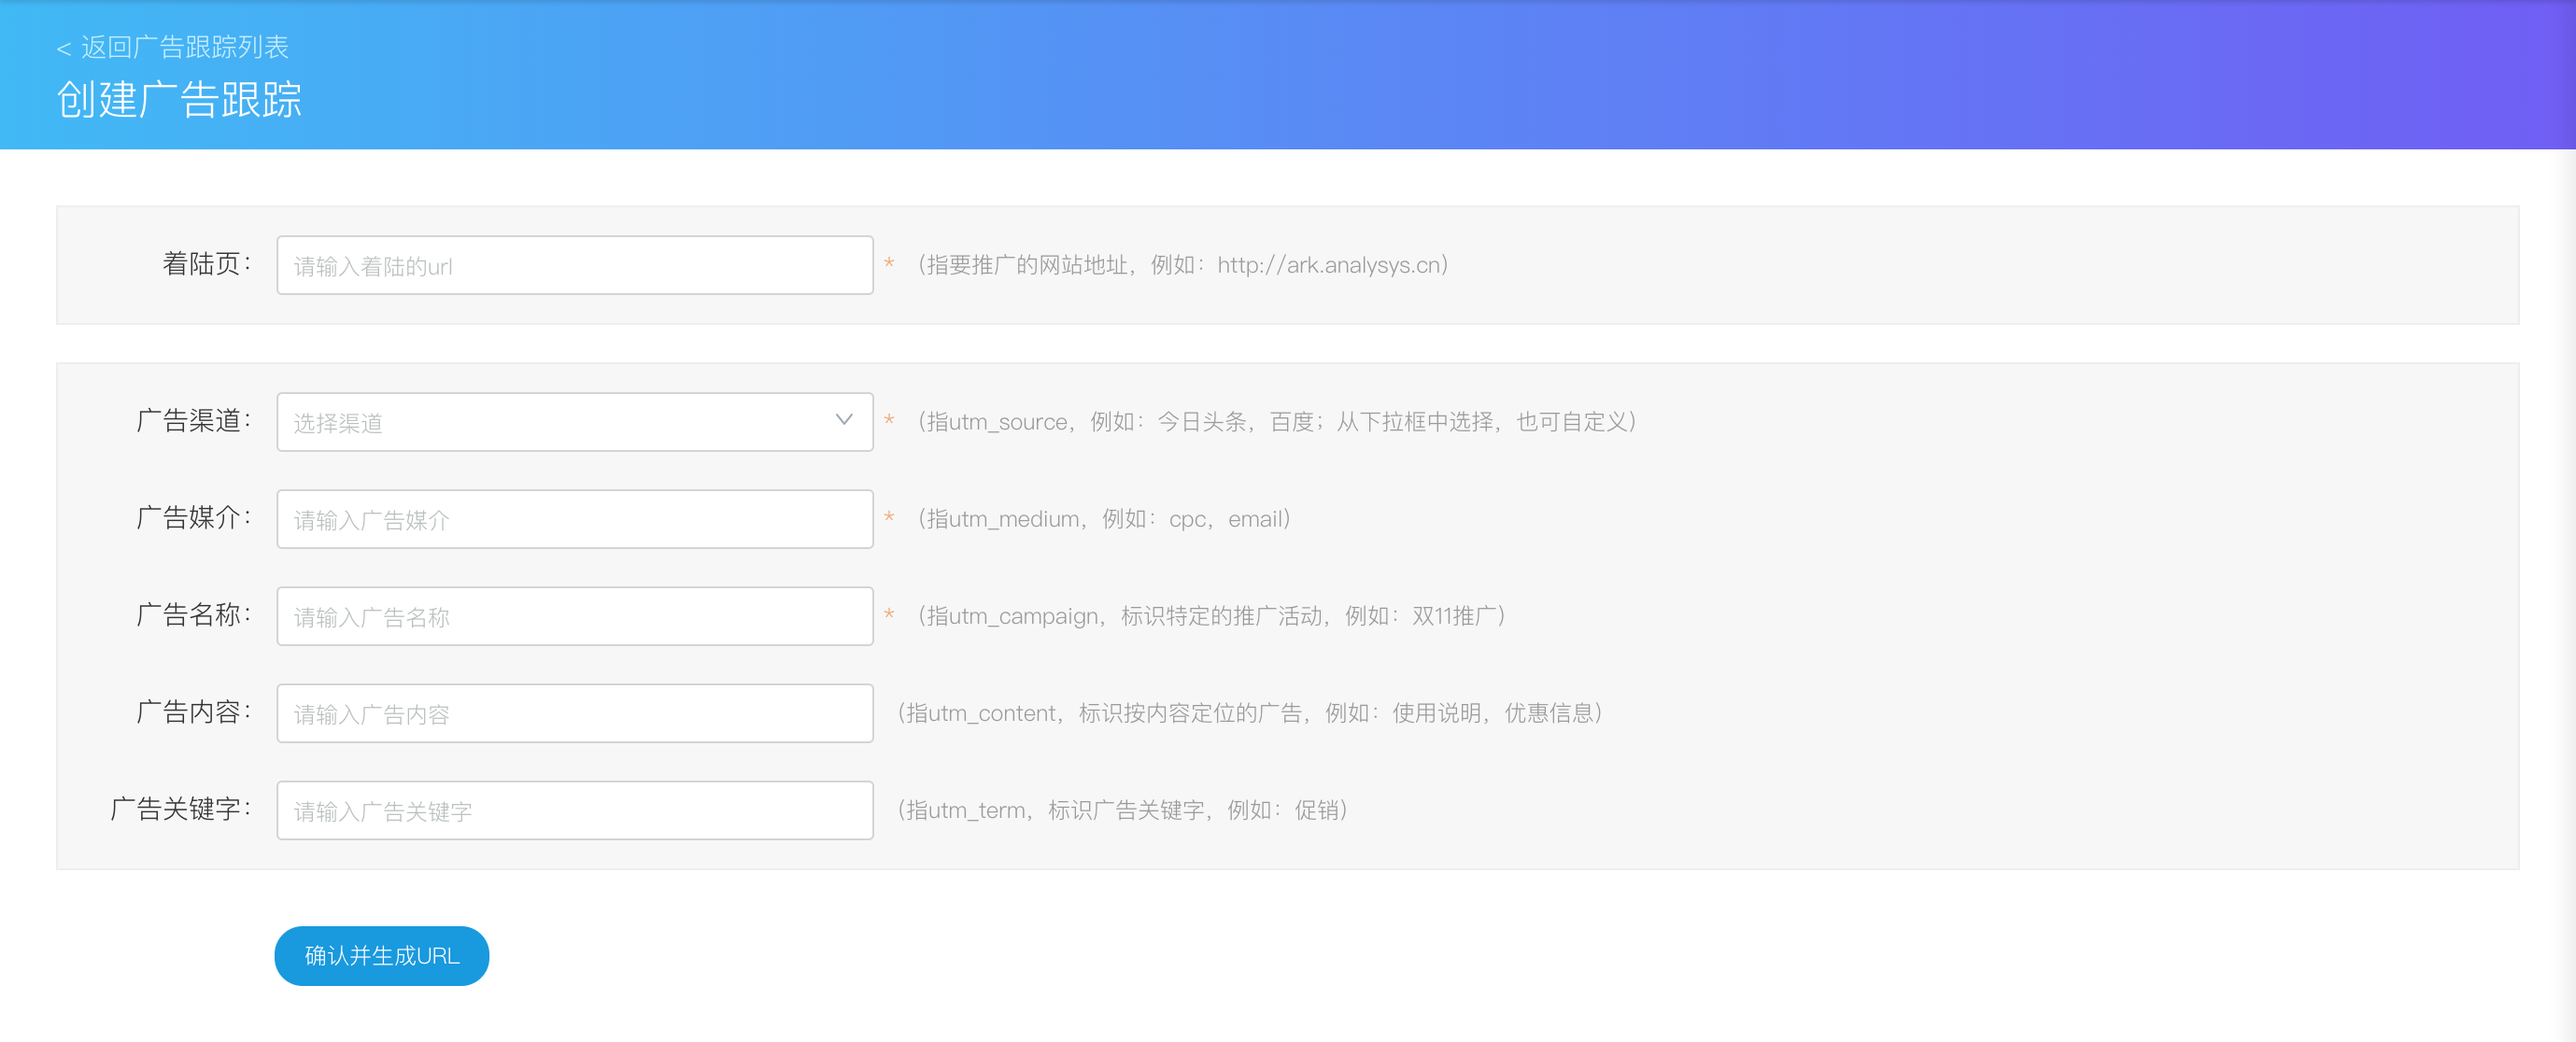 < 返回广告跟踪列表
创建广告跟踪
着陆页： 请输入着陆的url * （指要推广的网站地址，例如：http://ark.analysys.cn）
广告渠道： 选择渠道 * （指utm_source，例如：今日头条，百度；从下拉框中选择，也可自定义）
广告媒介： 请输入广告媒介 * （指utm_medium，例如：cpc，email）
广告名称： 请输入广告名称 * （指utm_campaign，标识特定的推广活动，例如：双11推广）
广告内容： 请输入广告内容 （指utm_content，标识按内容定位的广告，例如：使用说明，优惠信息）
广告关键字： 请输入广告关键字 （指utm_term，标识广告关键字，例如：促销）
确认并生成URL